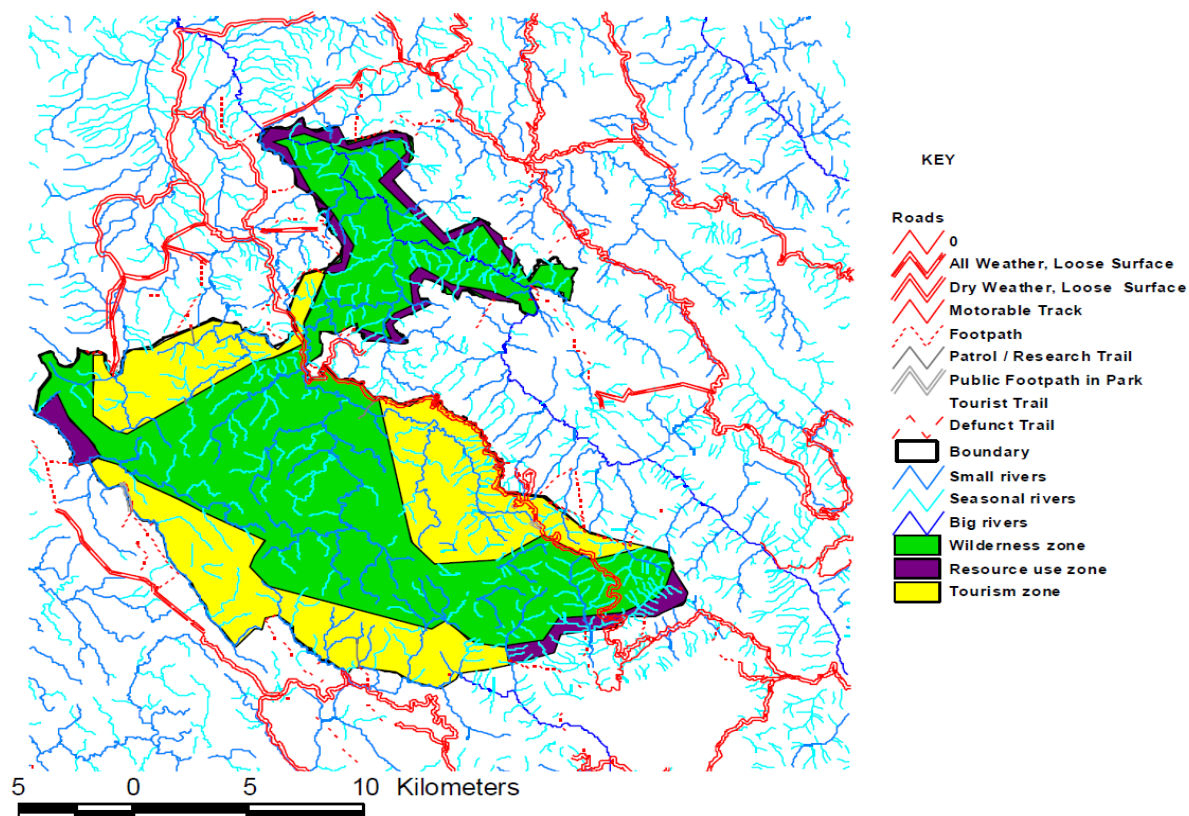 KEY
Roads
0
All Weather, Loose Surface
Dry Weather, Loose Surface
Motorable Track
Footpath
Patrol / Research Trail
Public Footpath in Park
Tourist Trail
Defunct Trail
Boundary
Small rivers
Seasonal rivers
Big rivers
Wilderness zone
Resource use zone
Tourism zone
5 0 5 10 Kilometers